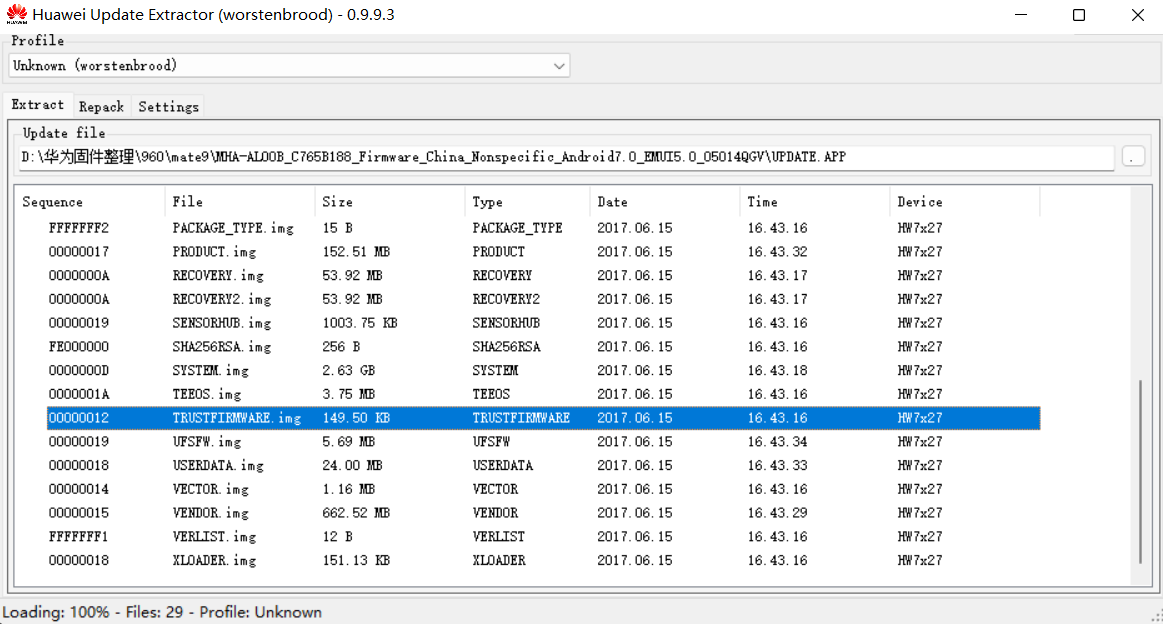 Huawei Update Extractor (worstenbrood) - 0.9.9.3
Profile
Unknown (worstenbrood)
Extract Repack Settings
Update file
D:\华为固件整理\960\mate9\MHA-AL00B_C765B188_Firmware_China_Nonspecific_Android7.0_EMUI5.0_05014QGV\UPDATE.APP
.
Sequence File Size Type Date Time Device
FFFFFFF2 PACKAGE_TYPE.img 15 B PACKAGE_TYPE 2017.06.15 16.43.16 HW7x27
00000017 PRODUCT.img 152.51 MB PRODUCT 2017.06.15 16.43.32 HW7x27
0000000A RECOVERY.img 53.92 MB RECOVERY 2017.06.15 16.43.17 HW7x27
0000000A RECOVERY2.img 53.92 MB RECOVERY2 2017.06.15 16.43.17 HW7x27
00000019 SENSORHUB.img 1003.75 KB SENSORHUB 2017.06.15 16.43.16 HW7x27
FE000000 SHA256RSA.img 256 B SHA256RSA 2017.06.15 16.43.16 HW7x27
0000000D SYSTEM.img 2.63 GB SYSTEM 2017.06.15 16.43.18 HW7x27
0000001A TEEOS.img 3.75 MB TEEOS 2017.06.15 16.43.16 HW7x27
00000012 TRUSTFIRMWARE.img 149.50 KB TRUSTFIRMWARE 2017.06.15 16.43.16 HW7x27
00000019 UFSFW.img 5.69 MB UFSFW 2017.06.15 16.43.34 HW7x27
00000018 USERDATA.img 24.00 MB USERDATA 2017.06.15 16.43.33 HW7x27
00000014 VECTOR.img 1.16 MB VECTOR 2017.06.15 16.43.16 HW7x27
00000015 VENDOR.img 662.52 MB VENDOR 2017.06.15 16.43.29 HW7x27
FFFFFFF1 VERLIST.img 12 B VERLIST 2017.06.15 16.43.16 HW7x27
00000018 XLOADER.img 151.13 KB XLOADER 2017.06.15 16.43.16 HW7x27
Loading: 100% - Files: 29 - Profile: Unknown